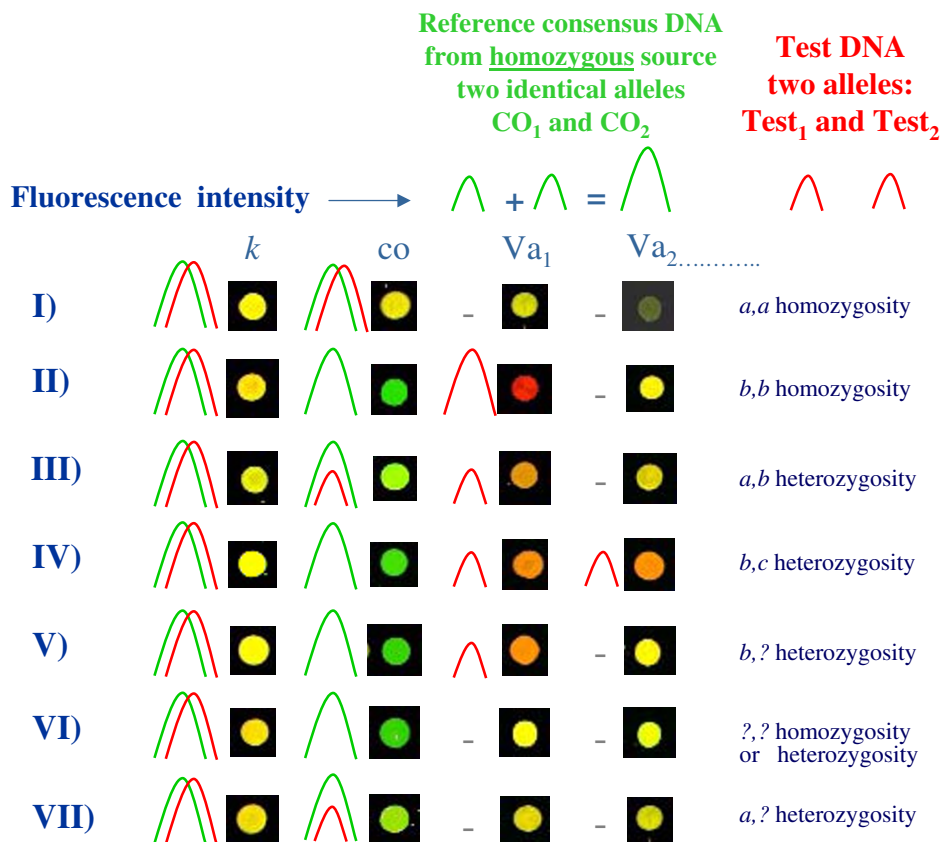 Reference consensus DNA
from homozygous source
two identical alleles
CO₁ and CO₂
Test DNA
two alleles:
Test₁ and Test₂
Fluorescence intensity + =
k co Va₁ Va₂...........
I) - - a,a homozygosity
II) - b,b homozygosity
III) - a,b heterozygosity
IV) b,c heterozygosity
V) - b,? heterozygosity
VI) - - ?,? homozygosity
or heterozygosity
VII) - - a,? heterozygosity